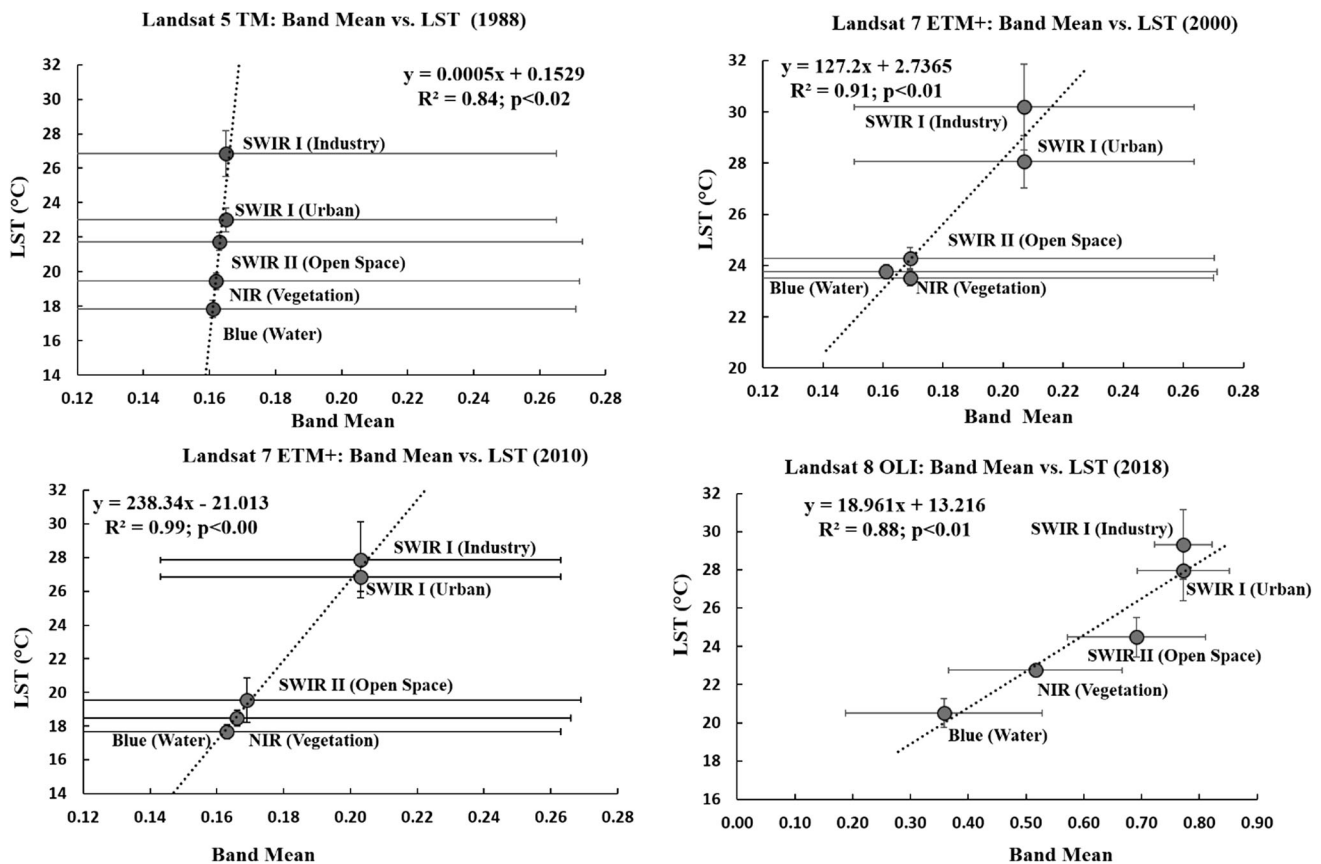 Landsat 5 TM: Band Mean vs. LST (1988)
y = 0.0005x + 0.1529
R² = 0.84; p<0.02
LST (°C)
32
30
28
26
24
22
20
18
16
14
SWIR I (Industry)
SWIR I (Urban)
SWIR II (Open Space)
NIR (Vegetation)
Blue (Water)
0.12 0.14 0.16 0.18 0.20 0.22 0.24 0.26 0.28
Band Mean
Landsat 7 ETM+: Band Mean vs. LST (2000)
y = 127.2x + 2.7365
R² = 0.91; p<0.01
LST (°C)
32
30
28
26
24
22
20
SWIR I (Industry)
SWIR I (Urban)
SWIR II (Open Space)
Blue (Water)
NIR (Vegetation)
0.12 0.14 0.16 0.18 0.20 0.22 0.24 0.26 0.28
Band Mean
Landsat 7 ETM+: Band Mean vs. LST (2010)
y = 238.34x - 21.013
R² = 0.99; p<0.00
LST (°C)
32
30
28
26
24
22
20
18
16
14
SWIR I (Industry)
SWIR I (Urban)
SWIR II (Open Space)
Blue (Water)
NIR (Vegetation)
0.12 0.14 0.16 0.18 0.20 0.22 0.24 0.26 0.28
Band Mean
Landsat 8 OLI: Band Mean vs. LST (2018)
y = 18.961x + 13.216
R² = 0.88; p<0.01
LST (°C)
32
30
28
26
24
22
20
18
16
SWIR I (Industry)
SWIR I (Urban)
SWIR II (Open Space)
NIR (Vegetation)
Blue (Water)
0.00 0.10 0.20 0.30 0.40 0.50 0.60 0.70 0.80 0.90
Band Mean